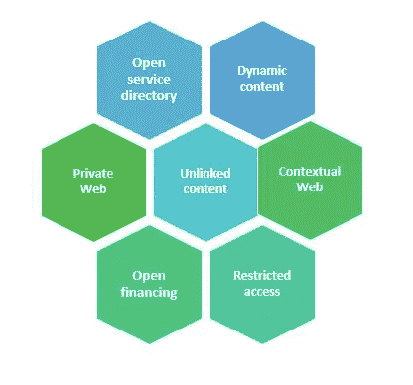 Open
service
directory
Dynamic
content
Private
Web
Unlinked
content
Contextual
Web
Open
financing
Restricted
access